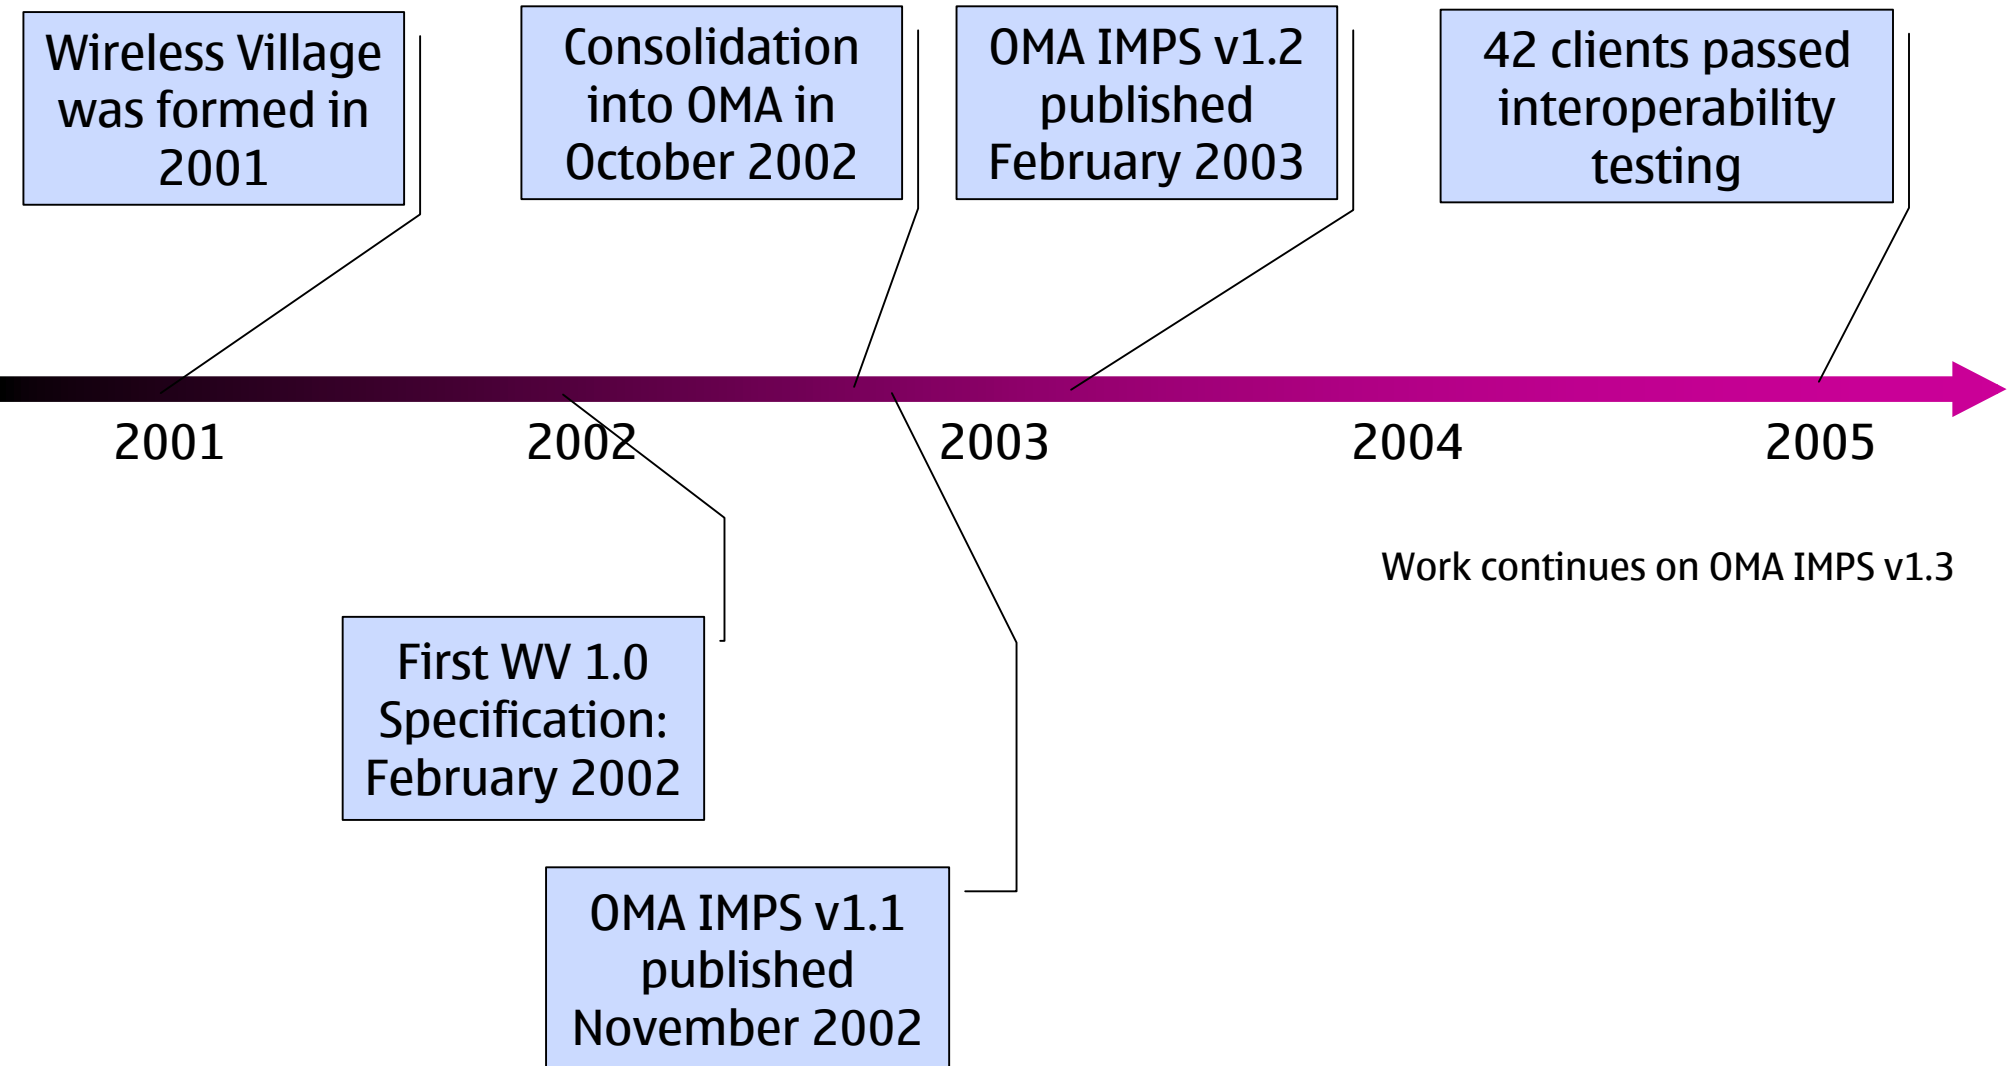 Wireless Village
was formed in
2001
Consolidation
into OMA in
October 2002
OMA IMPS v1.2
published
February 2003
42 clients passed
interoperability
testing
2001
2002
2003
2004
2005
Work continues on OMA IMPS v1.3
First WV 1.0
Specification:
February 2002
OMA IMPS v1.1
published
November 2002